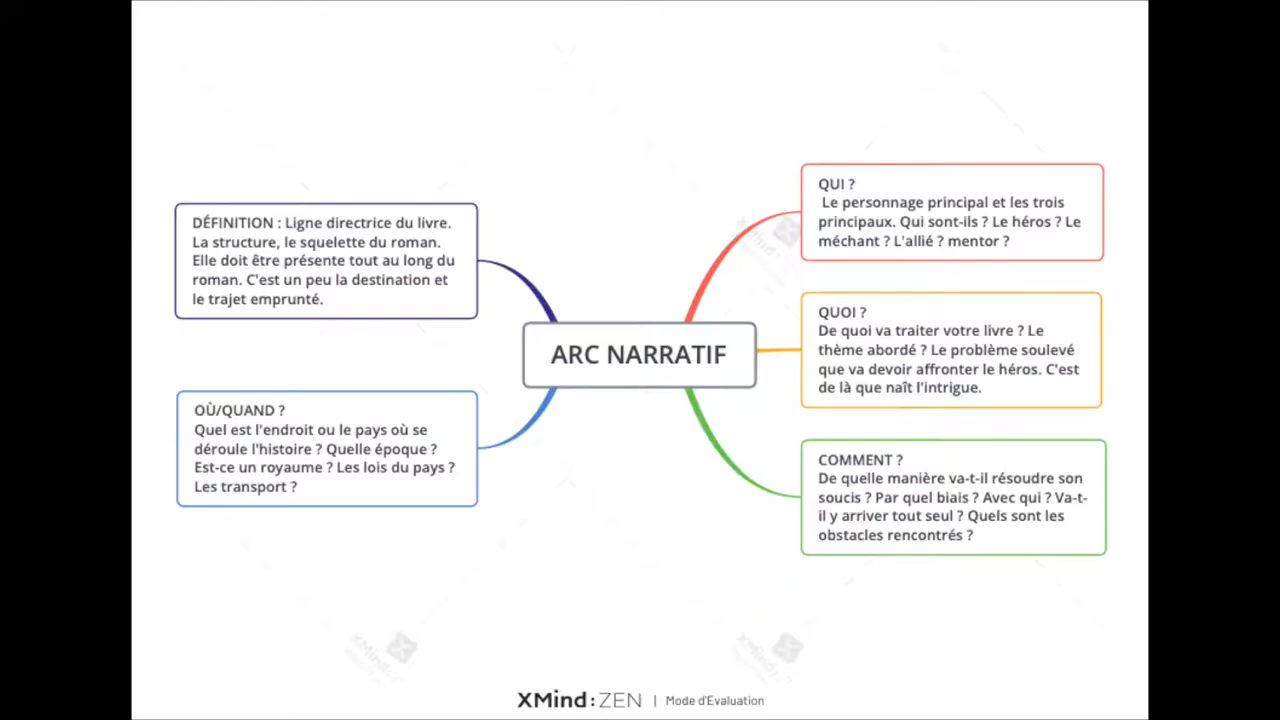 DÉFINITION : Ligne directrice du livre.
La structure, le squelette du roman.
Elle doit être présente tout au long du
roman. C'est un peu la destination et
le trajet emprunté.
OÙ/QUAND ?
Quel est l'endroit ou le pays où se
déroule l'histoire ? Quelle époque ?
Est-ce un royaume ? Les lois du pays ?
Les transport ?
ARC NARRATIF
QUI ?
Le personnage principal et les trois
principaux. Qui sont-ils ? Le héros ? Le
méchant ? L'allié ? mentor ?
QUOI ?
De quoi va traiter votre livre ? Le
thème abordé ? Le problème soulevé
que va devoir affronter le héros. C'est
de là que naît l'intrigue.
COMMENT ?
De quelle manière va-t-il résoudre son
soucis ? Par quel biais ? Avec qui ? Va-t-
il y arriver tout seul ? Quels sont les
obstacles rencontrés ?
XMind
XMind
XMind
XMind:ZEN | Mode d'Evaluation